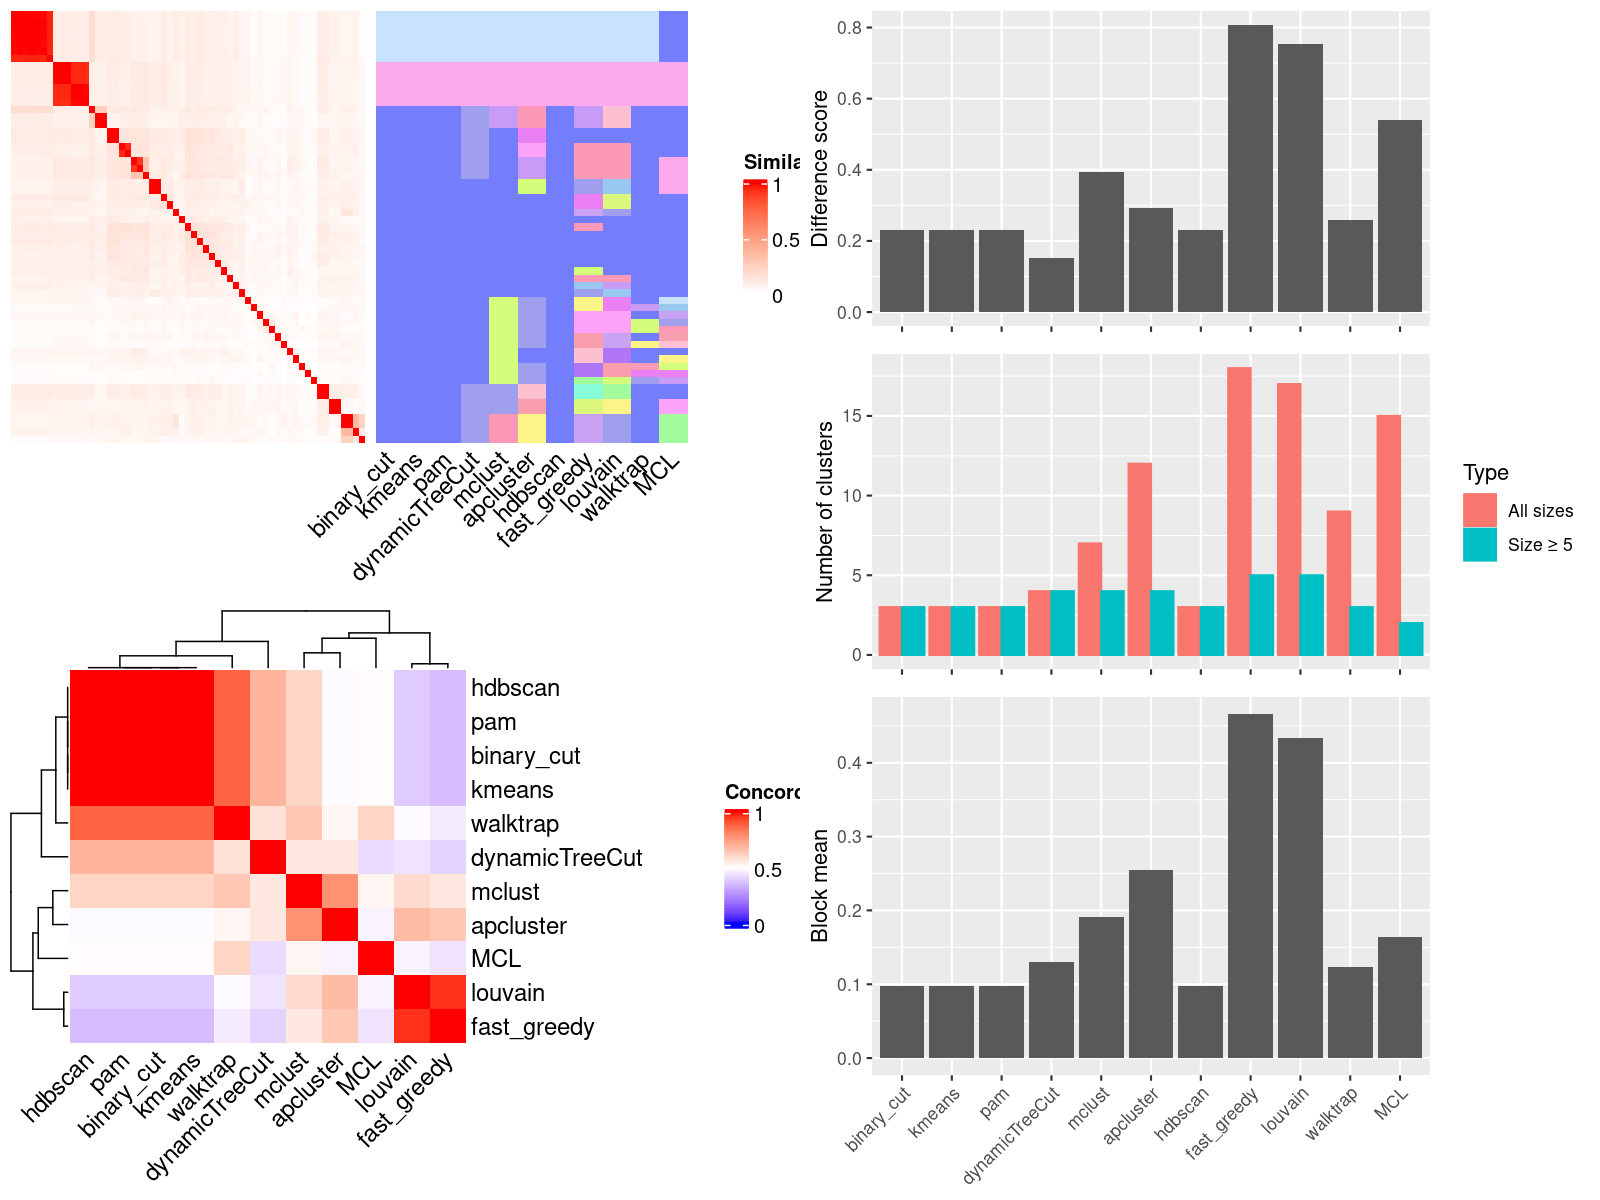 Simila
1
0.5
0
binary_cut
kmeans
pam
dynamicTreeCut
mclust
apcluster
hdbscan
fast_greedy
louvain
walktrap
MCL
Difference score
0.8
0.6
0.4
0.2
0.0
Number of clusters
15
10
5
0
Type
All sizes
Size ≥ 5
hdbscan
pam
binary_cut
kmeans
walktrap
dynamicTreeCut
mclust
apcluster
MCL
louvain
fast_greedy
hdbscan
pam
binary_cut
kmeans
walktrap
dynamicTreeCut
mclust
apcluster
MCL
louvain
fast_greedy
Concord
1
0.5
0
Block mean
0.4
0.3
0.2
0.1
0.0
binary_cut
kmeans
pam
dynamicTreeCut
mclust
apcluster
hdbscan
fast_greedy
louvain
walktrap
MCL